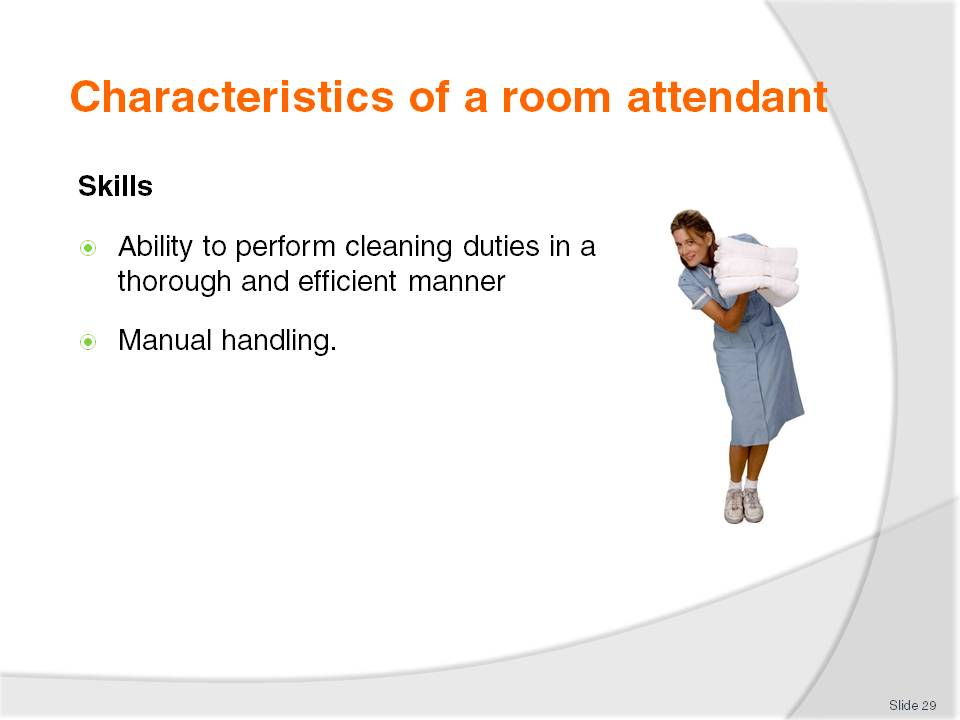 Characteristics of a room attendant
Skills
Ability to perform cleaning duties in a
thorough and efficient manner
Manual handling.
Slide 29